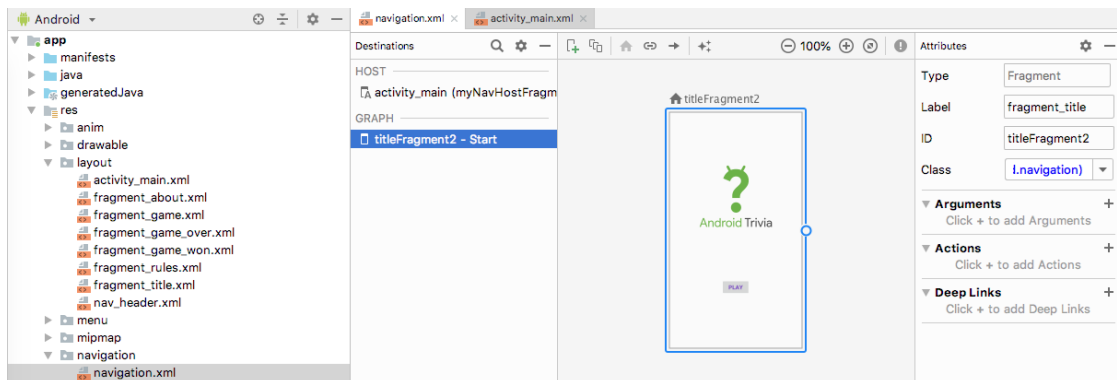 Android
app
manifests
java
generatedJava
res
anim
drawable
layout
activity_main.xml
fragment_about.xml
fragment_game.xml
fragment_game_over.xml
fragment_game_won.xml
fragment_rules.xml
fragment_title.xml
nav_header.xml
menu
mipmap
navigation
navigation.xml
navigation.xml
activity_main.xml
Destinations
HOST
activity_main (myNavHostFragm
GRAPH
titleFragment2 - Start
100%
titleFragment2
?
Android Trivia
PLAY
Attributes
Type Fragment
Label fragment_title
ID titleFragment2
Class l.navigation)
Arguments
Click + to add Arguments
Actions
Click + to add Actions
Deep Links
Click + to add Deep Links